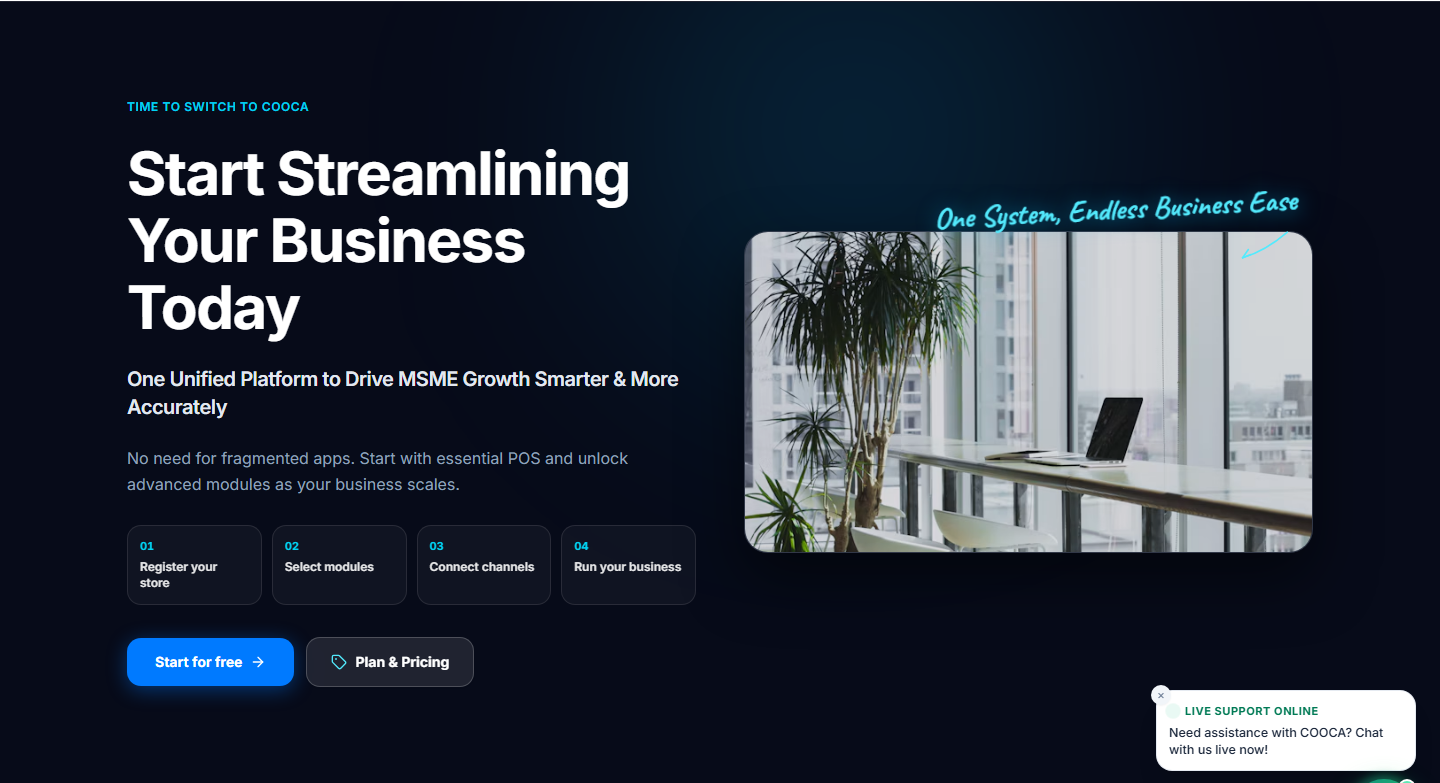 TIME TO SWITCH TO COOCA
Start Streamlining
Your Business
Today
One Unified Platform to Drive MSME Growth Smarter & More
Accurately
No need for fragmented apps. Start with essential POS and unlock
advanced modules as your business scales.
01
Register your
store
02
Select modules
03
Connect channels
04
Run your business
Start for free →
Plan & Pricing
One System, Endless Business Ease
×
LIVE SUPPORT ONLINE
Need assistance with COOCA? Chat
with us live now!